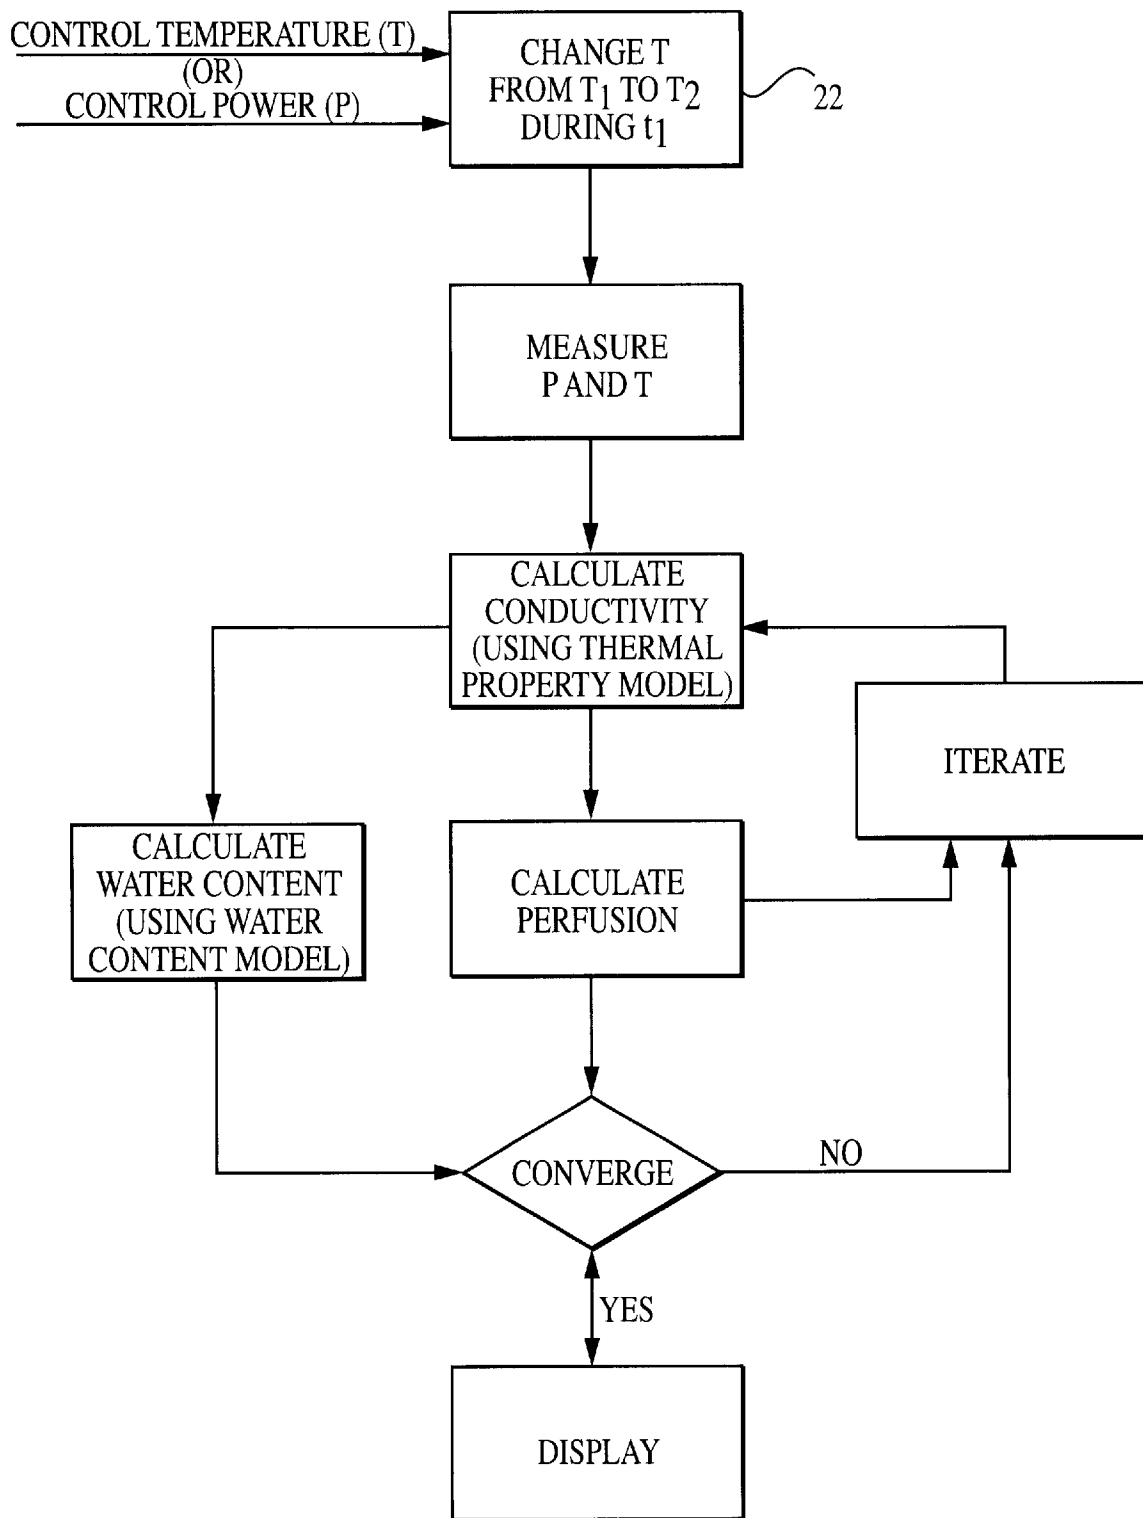 CONTROL TEMPERATURE (T)
(OR)
CONTROL POWER (P)
CHANGE T
FROM T1 TO T2
DURING t1
22
MEASURE
P AND T
CALCULATE
CONDUCTIVITY
(USING THERMAL
PROPERTY MODEL)
ITERATE
CALCULATE
WATER CONTENT
(USING WATER
CONTENT MODEL)
CALCULATE
PERFUSION
CONVERGE
NO
YES
DISPLAY